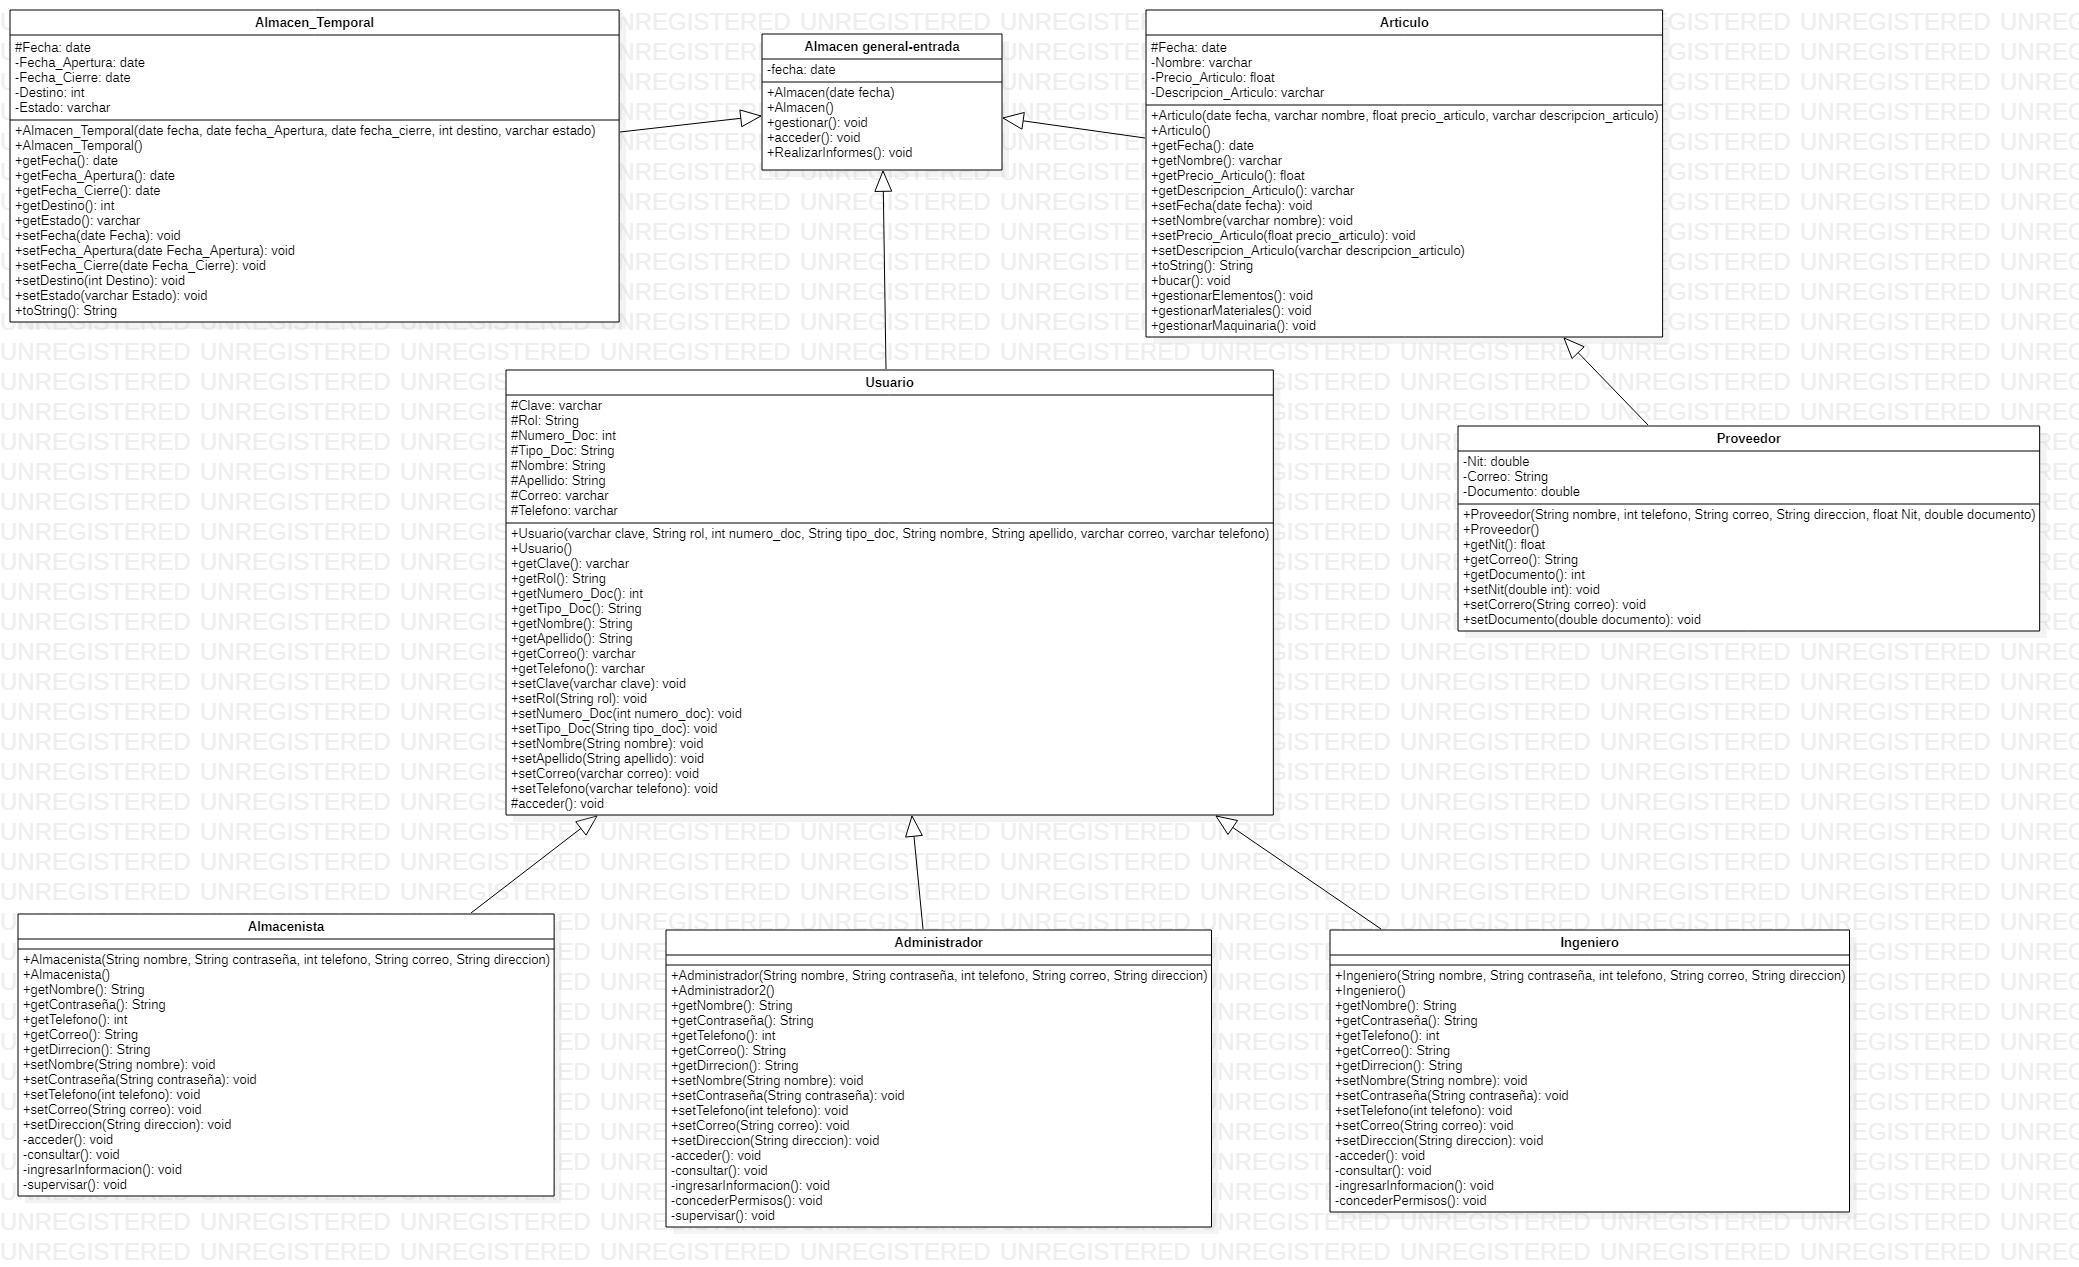 Almacen_Temporal
#Fecha: date
-Fecha_Apertura: date
-Fecha_Cierre: date
-Destino: int
-Estado: varchar
+Almacen_Temporal(date fecha, date fecha_Apertura, date fecha_cierre, int destino, varchar estado)
+Almacen_Temporal()
+getFecha(): date
+getFecha_Apertura(): date
+getFecha_Cierre(): date
+getDestino(): int
+getEstado(): varchar
+setFecha(date Fecha): void
+setFecha_Apertura(date Fecha_Apertura): void
+setFecha_Cierre(date Fecha_Cierre): void
+setDestino(int Destino): void
+setEstado(varchar Estado): void
+toString(): String
Almacen general-entrada
-fecha: date
+Almacen(date fecha)
+Almacen()
+gestionar(): void
+acceder(): void
+RealizarInformes(): void
Articulo
#Fecha: date
-Nombre: varchar
-Precio_Articulo: float
-Descripcion_Articulo: varchar
+Articulo(date fecha, varchar nombre, float precio_articulo, varchar descripcion_articulo)
+Articulo()
+getFecha(): date
+getNombre(): varchar
+getPrecio_Articulo(): float
+getDescripcion_Articulo(): varchar
+setFecha(date fecha): void
+setNombre(varchar nombre): void
+setPrecio_Articulo(float precio_articulo): void
+setDescripcion_Articulo(varchar descripcion_articulo)
+toString(): String
+bucar(): void
+gestionarElementos(): void
+gestionarMateriales(): void
+gestionarMaquinaria(): void
Usuario
#Clave: varchar
#Rol: String
#Numero_Doc: int
#Tipo_Doc: String
#Nombre: String
#Apellido: String
#Correo: varchar
#Telefono: varchar
+Usuario(varchar clave, String rol, int numero_doc, String tipo_doc, String nombre, String apellido, varchar correo, varchar telefono)
+Usuario()
+getClave(): varchar
+getRol(): String
+getNumero_Doc(): int
+getTipo_Doc(): String
+getNombre(): String
+getApellido(): String
+getCorreo(): varchar
+getTelefono(): varchar
+setClave(varchar clave): void
+setRol(String rol): void
+setNumero_Doc(int numero_doc): void
+setTipo_Doc(String tipo_doc): void
+setNombre(String nombre): void
+setApellido(String apellido): void
+setCorreo(varchar correo): void
+setTelefono(varchar telefono): void
#acceder(): void
Proveedor
-Nit: double
-Correo: String
-Documento: double
+Proveedor(String nombre, int telefono, String correo, String direccion, float Nit, double documento)
+Proveedor()
+getNit(): float
+getCorreo(): String
+getDocumento(): int
+setNit(double int): void
+setCorrero(String correo): void
+setDocumento(double documento): void
Almacenista
+Almacenista(String nombre, String contraseña, int telefono, String correo, String direccion)
+Almacenista()
+getNombre(): String
+getContraseña(): String
+getTelefono(): int
+getCorreo(): String
+getDirrecion(): String
+setNombre(String nombre): void
+setContraseña(String contraseña): void
+setTelefono(int telefono): void
+setCorreo(String correo): void
+setDireccion(String direccion): void
-acceder(): void
-consultar(): void
-ingresarInformacion(): void
-supervisar(): void
Administrador
+Administrador(String nombre, String contraseña, int telefono, String correo, String direccion)
+Administrador2()
+getNombre(): String
+getContraseña(): String
+getTelefono(): int
+getCorreo(): String
+getDirrecion(): String
+setNombre(String nombre): void
+setContraseña(String contraseña): void
+setTelefono(int telefono): void
+setCorreo(String correo): void
+setDireccion(String direccion): void
-acceder(): void
-consultar(): void
-ingresarInformacion(): void
-concederPermisos(): void
-supervisar(): void
Ingeniero
+Ingeniero(String nombre, String contraseña, int telefono, String correo, String direccion)
+Ingeniero()
+getNombre(): String
+getContraseña(): String
+getTelefono(): int
+getCorreo(): String
+getDirrecion(): String
+setNombre(String nombre): void
+setContraseña(String contraseña): void
+setTelefono(int telefono): void
+setCorreo(String correo): void
+setDireccion(String direccion): void
-acceder(): void
-consultar(): void
-ingresarInformacion(): void
-concederPermisos(): void
UNREGISTERED